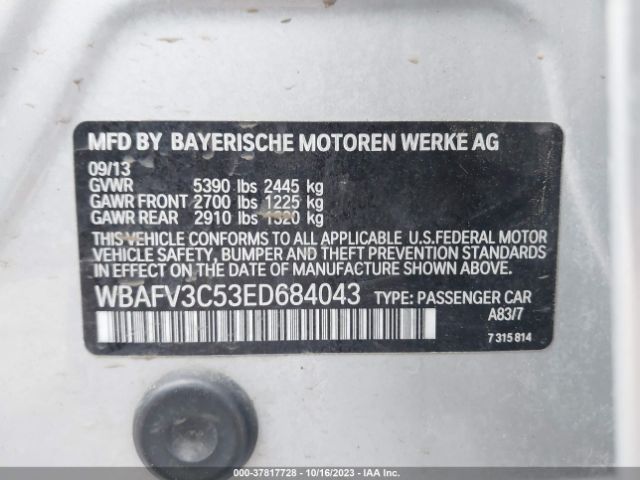 MFD BY BAYERISCHE MOTOREN WERKE AG
09/13
GVWR 5390 lbs 2445 kg
GAWR FRONT 2700 lbs 1225 kg
GAWR REAR 2910 lbs 1320 kg
THIS VEHICLE CONFORMS TO ALL APPLICABLE U.S.FEDERAL MOTOR
VEHICLE SAFETY, BUMPER AND THEFT PREVENTION STANDARDS
IN EFFECT ON THE DATE OF MANUFACTURE SHOWN ABOVE.
WBAFV3C53ED684043 TYPE: PASSENGER CAR
A83/7
7 315 814
000-37817728 - 10/16/2023 - IAA Inc.